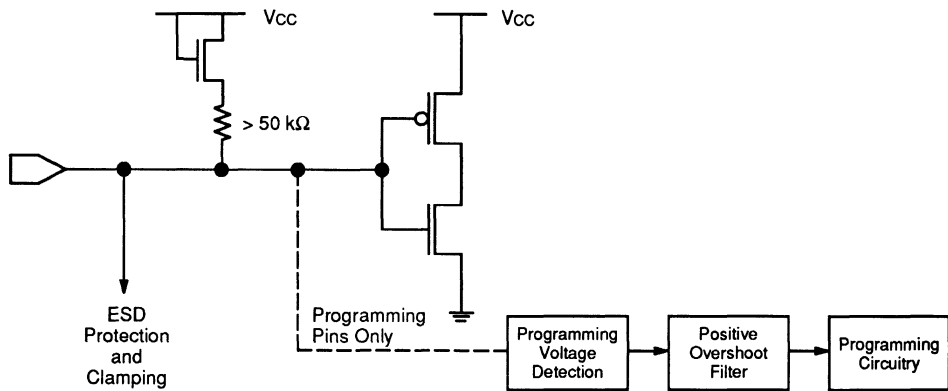 Vcc
Vcc
> 50 kΩ
ESD
Protection
and
Clamping
Programming
Pins Only
Programming
Voltage
Detection
Positive
Overshoot
Filter
Programming
Circuitry